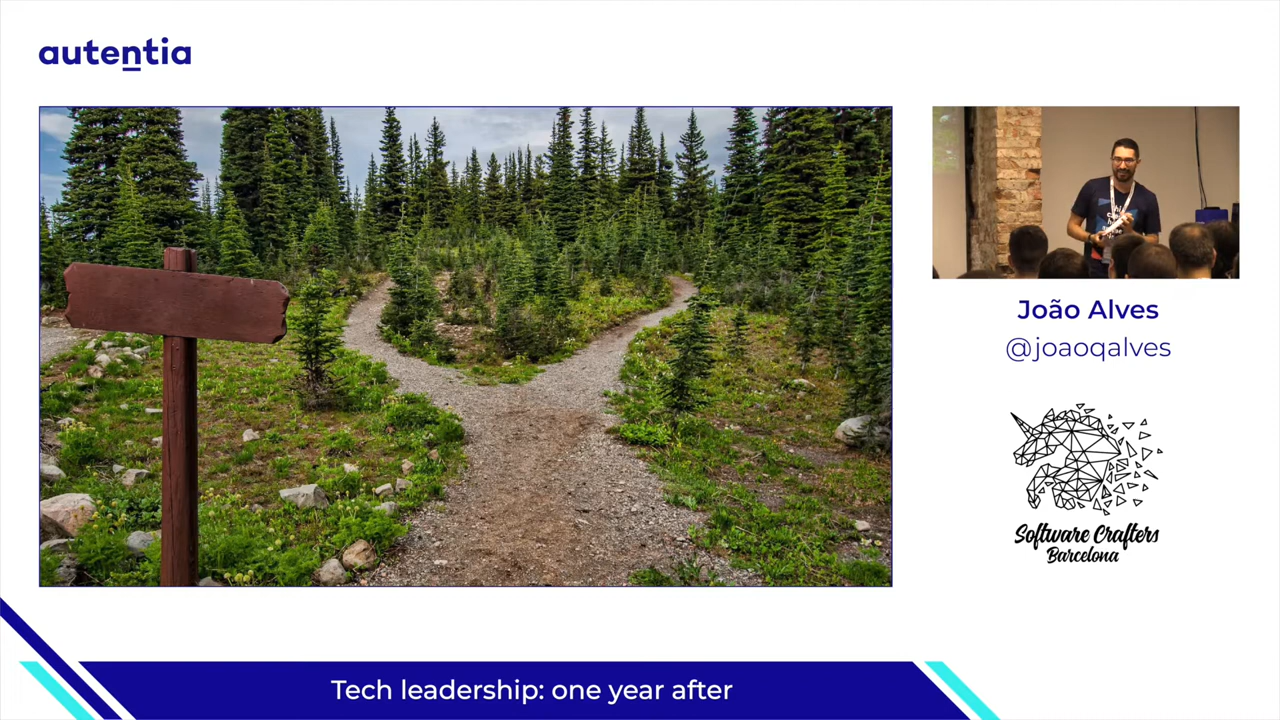 autentia
João Alves
@joaoqalves
Software Crafters
Barcelona
Tech leadership: one year after